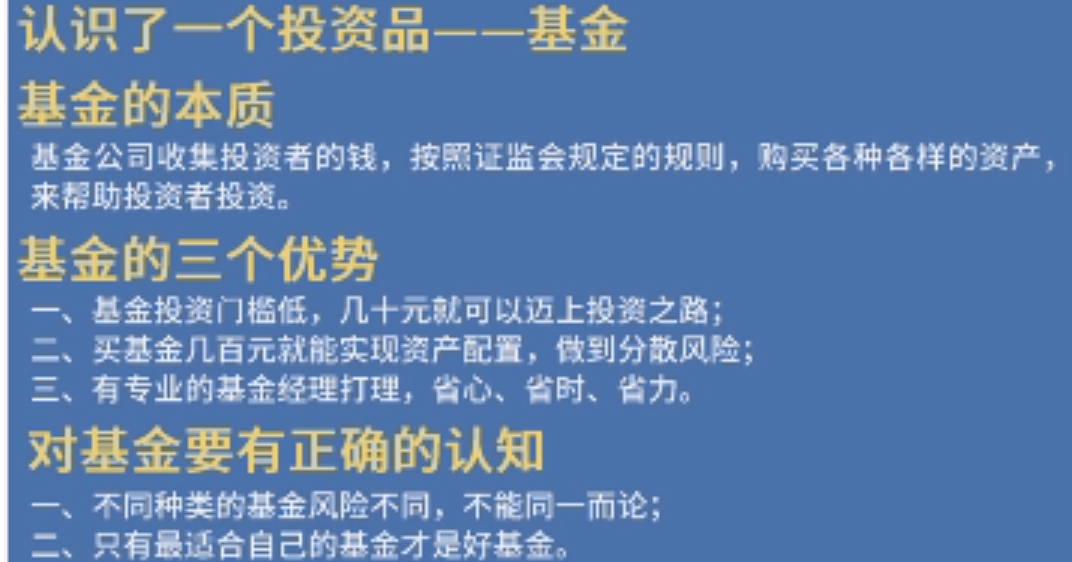 认识了一个投资品——基金
基金的本质
基金公司收集投资者的钱，按照证监会规定的规则，购买各种各样的资产，
来帮助投资者投资。
基金的三个优势
一、基金投资门槛低，几十元就可以迈上投资之路；
二、买基金几百元就能实现资产配置，做到分散风险；
三、有专业的基金经理打理，省心、省时、省力。
对基金要有正确的认知
一、不同种类的基金风险不同，不能同一而论；
二、只有最适合自己的基金才是好基金。